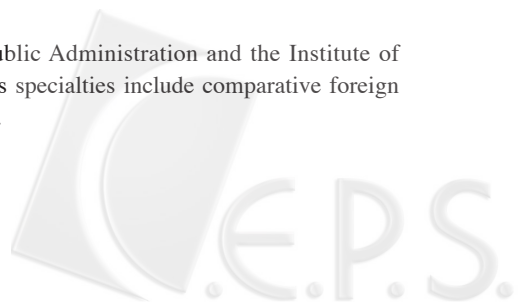 ublic Administration and the Institute of
s specialties include comparative foreign
C.E.P.S.